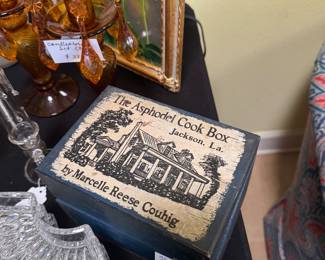 The Asphodel Cook Box
Jackson, La.
by Marcelle Reese Couhig